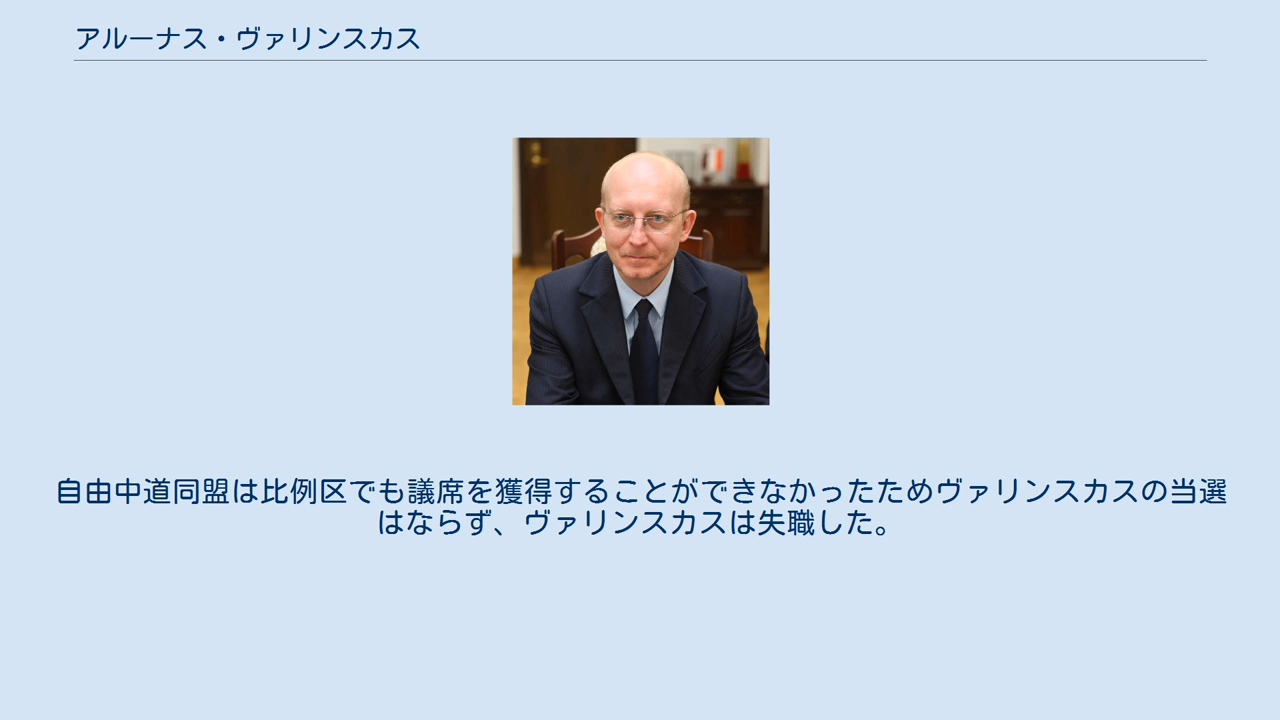 アルーナス・ヴァリンスカス
自由中道同盟は比例区でも議席を獲得することができなかったためヴァリンスカスの当選
はならず、ヴァリンスカスは失職した。